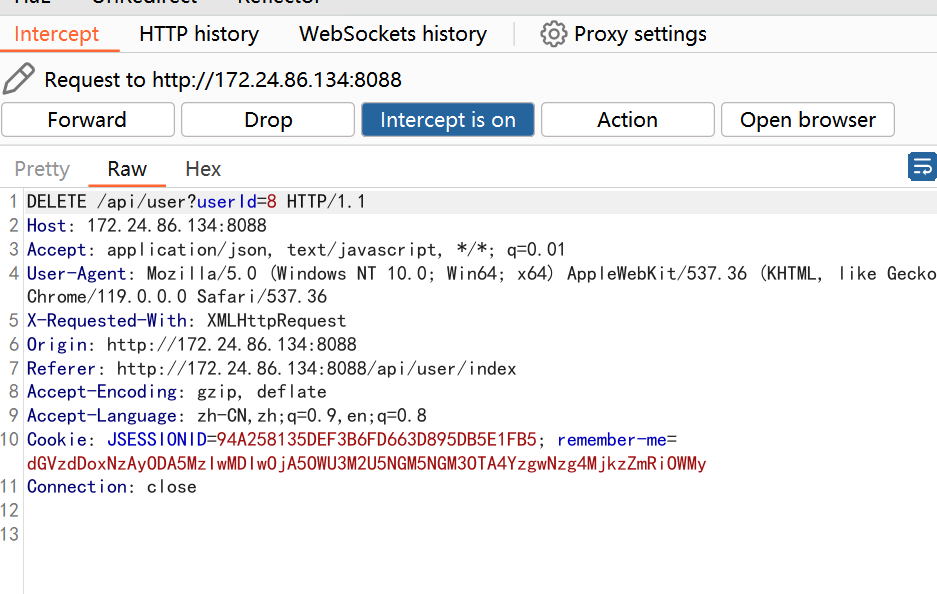 HaE UnRedirect Reflector
Intercept HTTP history WebSockets history Proxy settings
Request to http://172.24.86.134:8088
Forward Drop Intercept is on Action Open browser
Pretty Raw Hex
1 DELETE /api/user?userId=8 HTTP/1.1
2 Host: 172.24.86.134:8088
3 Accept: application/json, text/javascript, */*; q=0.01
4 User-Agent: Mozilla/5.0 (Windows NT 10.0; Win64; x64) AppleWebKit/537.36 (KHTML, like Gecko
Chrome/119.0.0.0 Safari/537.36
5 X-Requested-With: XMLHttpRequest
6 Origin: http://172.24.86.134:8088
7 Referer: http://172.24.86.134:8088/api/user/index
8 Accept-Encoding: gzip, deflate
9 Accept-Language: zh-CN,zh;q=0.9,en;q=0.8
10 Cookie: JSESSIONID=94A258135DEF3B6FD663D895DB5E1FB5; remember-me=
dGVzdDoxNzAyODA5MzIwMDIwOjA5OWU3M2U5NGM5NGM3OTA4YzgwNzg4MjkzZmRiOWMy
11 Connection: close
12
13